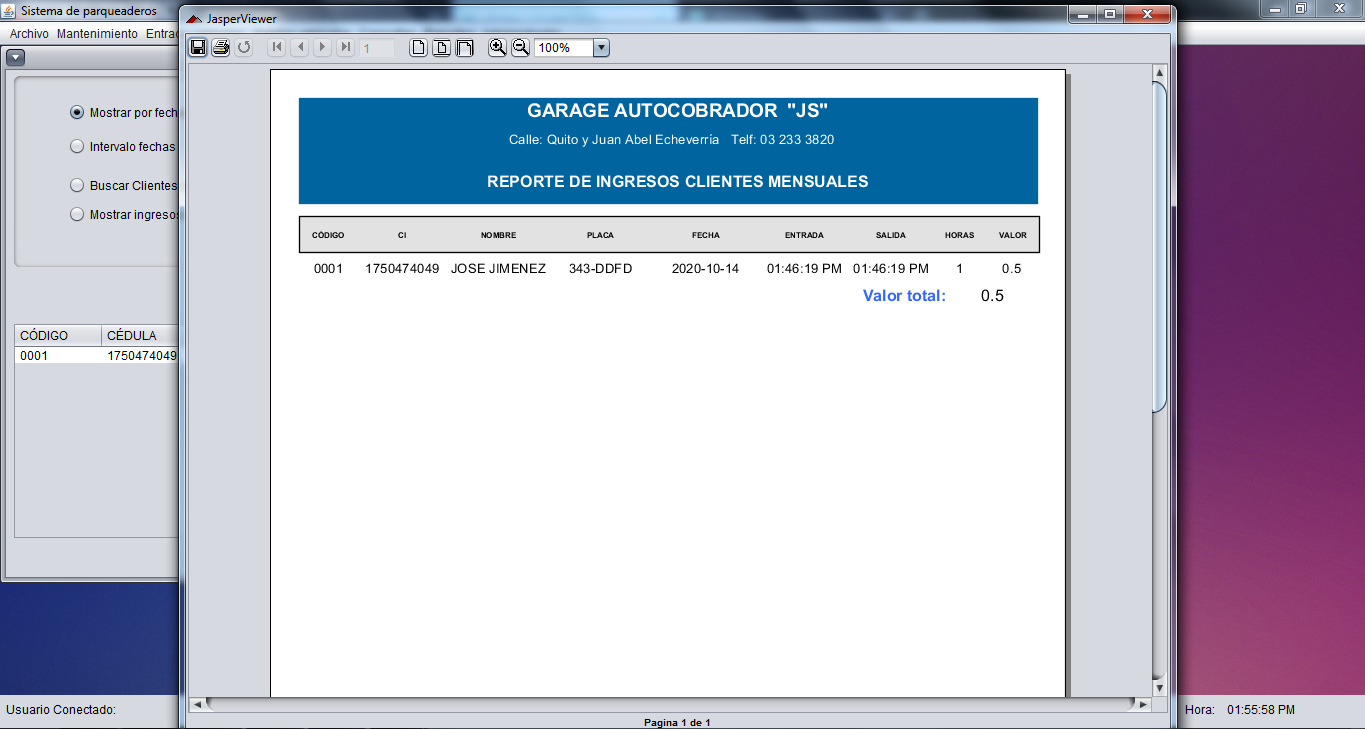 Sistema de parqueaderos
Archivo Mantenimiento Entrad
JasperViewer
1
100%
Mostrar por fech
Intervalo fechas
Buscar Clientes
Mostrar ingresos
CÓDIGO CÉDULA
0001 1750474049
GARAGE AUTOCOBRADOR "JS"
Calle: Quito y Juan Abel Echeverría Telf: 03 233 3820
REPORTE DE INGRESOS CLIENTES MENSUALES
CÓDIGO CI NOMBRE PLACA FECHA ENTRADA SALIDA HORAS VALOR
0001 1750474049 JOSE JIMENEZ 343-DDFD 2020-10-14 01:46:19 PM 01:46:19 PM 1 0.5
Valor total: 0.5
Pagina 1 de 1
Usuario Conectado:
Hora: 01:55:58 PM